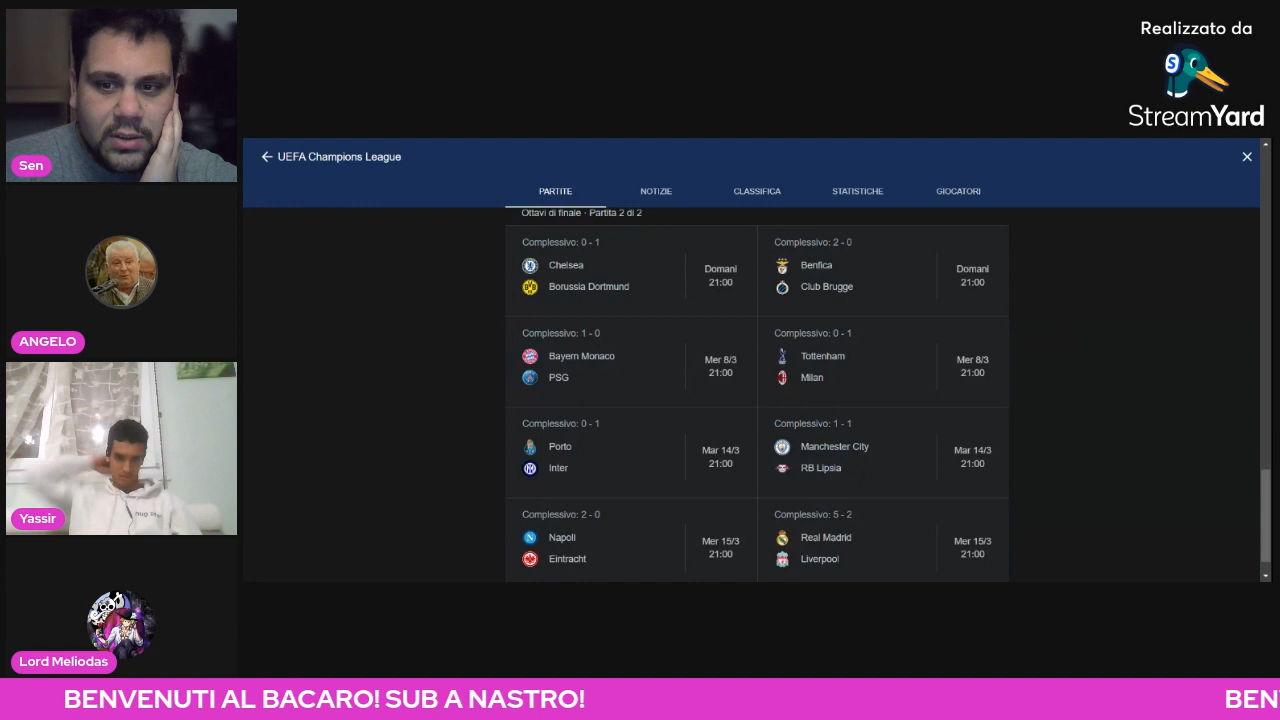 Realizzato da
StreamYard
Sen
ANGELO
Yassir
Lord Meliodas
UEFA Champions League
PARTITE
NOTIZIE
CLASSIFICA
STATISTICHE
GIOCATORI
Ottavi di finale · Partita 2 di 2
Complessivo: 0 - 1
Chelsea
Borussia Dortmund
Domani
21:00
Complessivo: 2 - 0
Benfica
Club Brugge
Domani
21:00
Complessivo: 1 - 0
Bayern Monaco
PSG
Mer 8/3
21:00
Complessivo: 0 - 1
Tottenham
Milan
Mer 8/3
21:00
Complessivo: 0 - 1
Porto
Inter
Mar 14/3
21:00
Complessivo: 1 - 1
Manchester City
RB Lipsia
Mar 14/3
21:00
Complessivo: 2 - 0
Napoli
Eintracht
Mer 15/3
21:00
Complessivo: 5 - 2
Real Madrid
Liverpool
Mer 15/3
21:00
BENVENUTI AL BACARO! SUB A NASTRO!
BEN